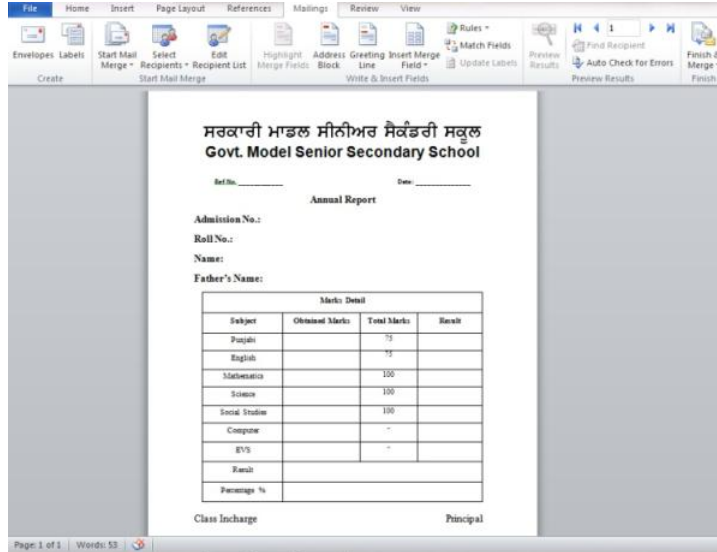 File Home Insert Page Layout References Mailings Review View
Envelopes Labels Start Mail Merge Select Recipients Edit Recipient List Highlight Merge Fields Address Block Greeting Line Insert Merge Field Rules Match Fields Update Labels Preview Results 1 Find Recipient Auto Check for Errors Finish & Merge
Create Start Mail Merge Write & Insert Fields Preview Results Finish
ਸਰਕਾਰੀ ਮਾਡਲ ਸੀਨੀਅਰ ਸੈਕੰਡਰੀ ਸਕੂਲ
Govt. Model Senior Secondary School
Ref No. ____________ Date: ______________
Annual Report
Admission No.:
Roll No.:
Name:
Father's Name:
Marks Detail
Subject Obtained Marks Total Marks Result
Punjabi 75
English 75
Mathematics 100
Science 100
Social Studies 100
Computer -
EVS -
Result
Percentage %
Class Incharge Principal
Page: 1 of 1 Words: 53